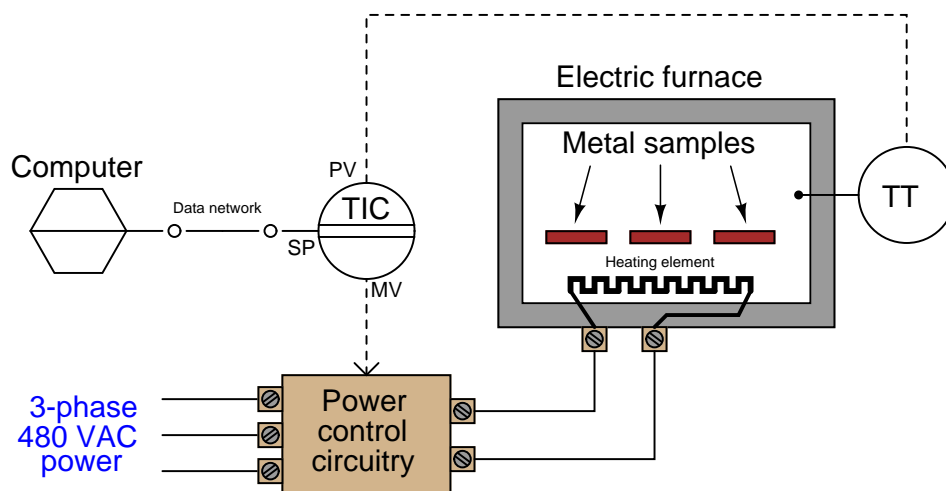 Electric furnace
Metal samples
Computer
PV
Data network
TIC
TT
SP
Heating element
MV
3-phase
480 VAC
power
Power
control
circuitry